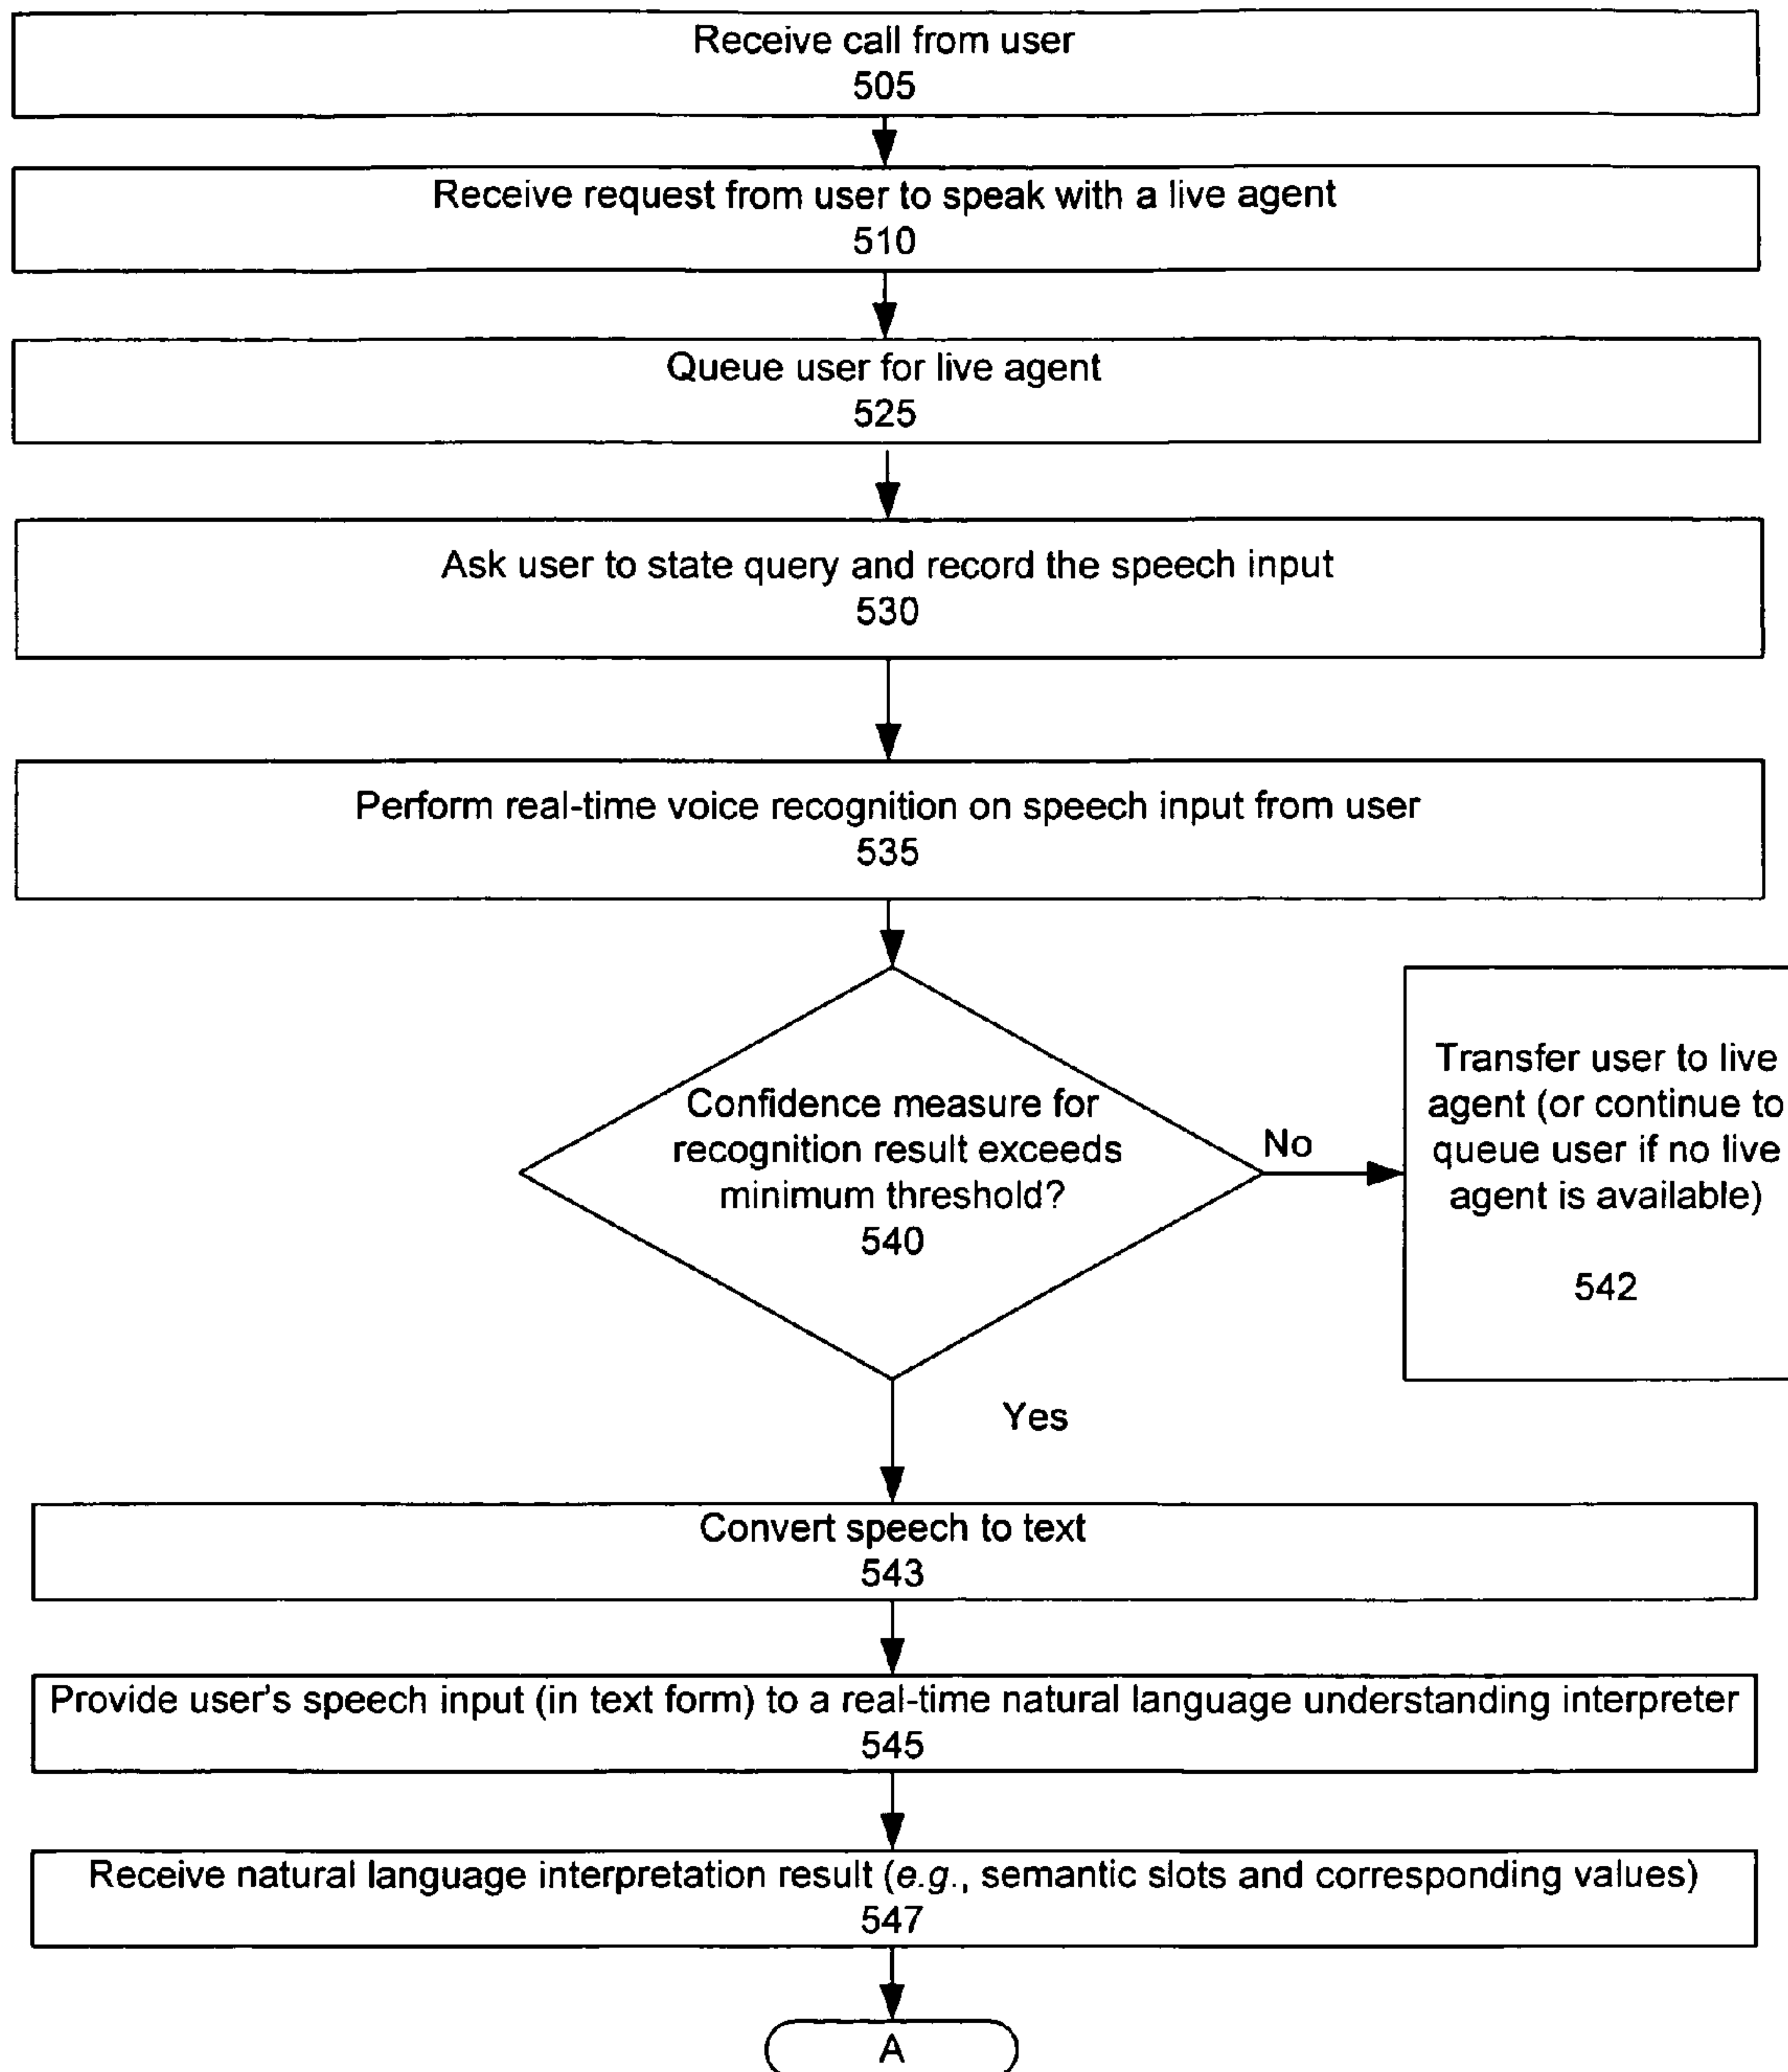 Receive call from user
505
Receive request from user to speak with a live agent
510
Queue user for live agent
525
Ask user to state query and record the speech input
530
Perform real-time voice recognition on speech input from user
535
Confidence measure for
recognition result exceeds
minimum threshold?
540
No
Transfer user to live
agent (or continue to
queue user if no live
agent is available)
542
Yes
Convert speech to text
543
Provide user's speech input (in text form) to a real-time natural language understanding interpreter
545
Receive natural language interpretation result (e.g., semantic slots and corresponding values)
547
A